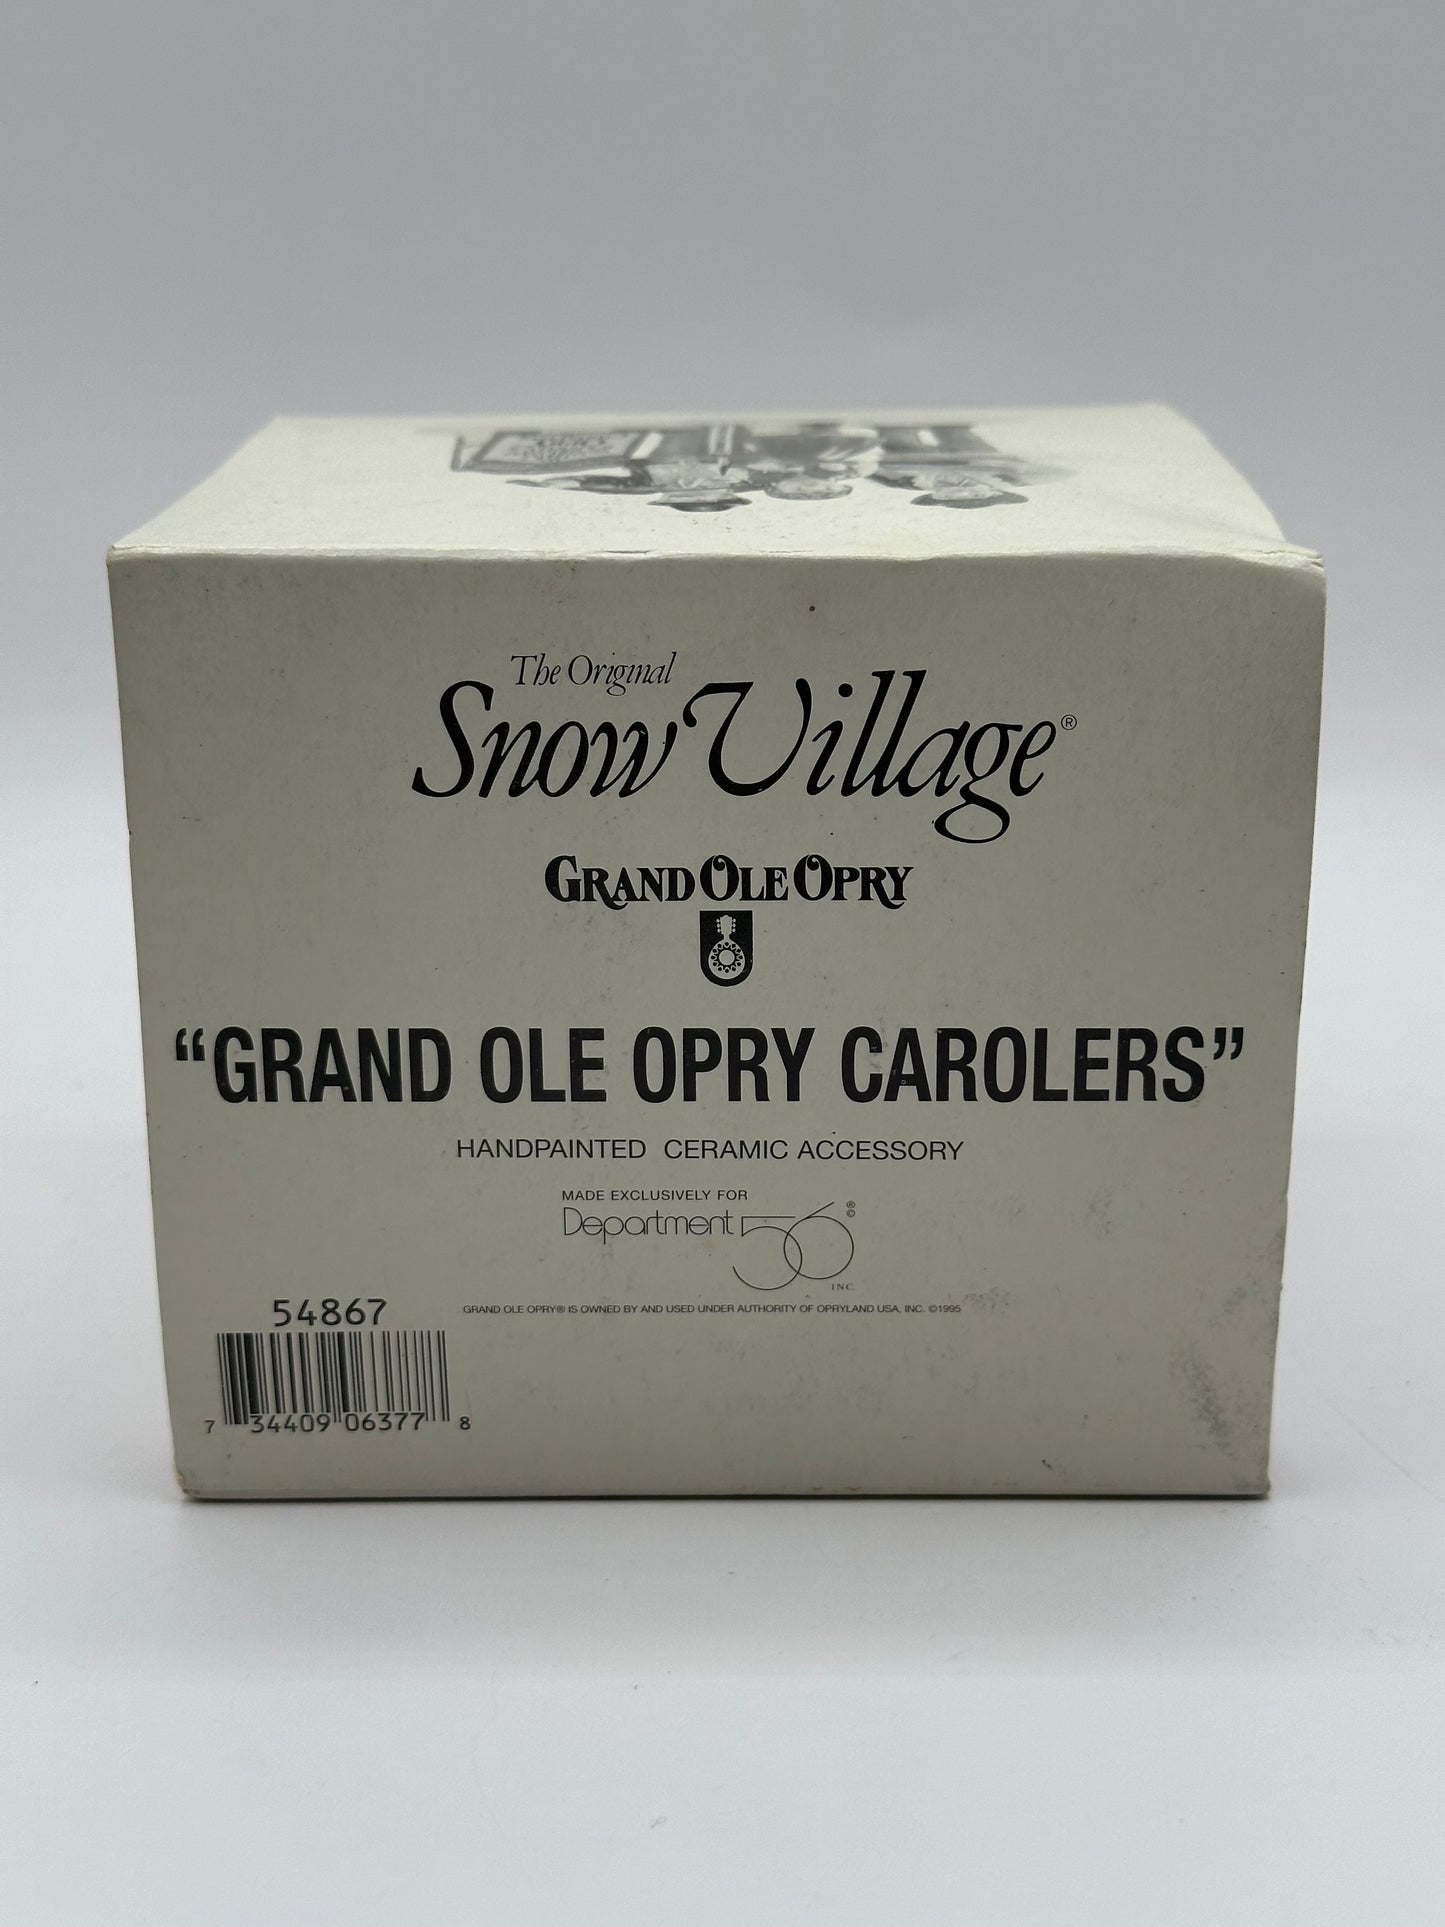 The Original
Snow Village®
GRAND OLE OPRY
“GRAND OLE OPRY CAROLERS”
HANDPAINTED CERAMIC ACCESSORY
MADE EXCLUSIVELY FOR
Department 56 ® ©
INC.
54867
GRAND OLE OPRY® IS OWNED BY AND USED UNDER AUTHORITY OF OPRYLAND USA, INC. ©1995
7 34409 06377 8